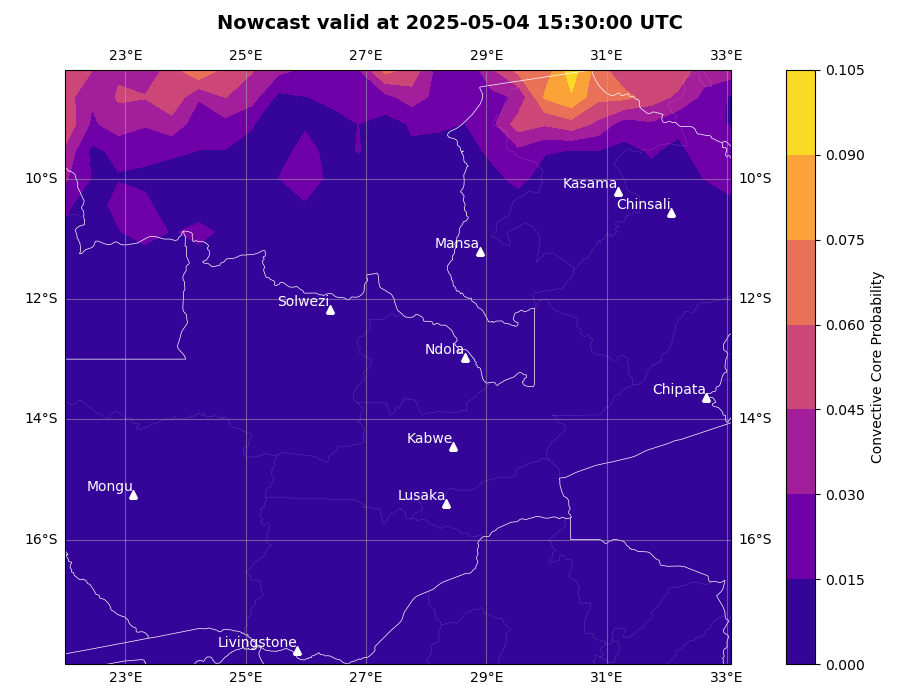 Nowcast valid at 2025-05-04 15:30:00 UTC
23°E 25°E 27°E 29°E 31°E 33°E
0.105
0.090
10°S 10°S
Kasama
Chinsali
0.075
Mansa
12°S 12°S
Solwezi
0.060
Ndola
Convective Core Probability
Chipata
0.045
14°S 14°S
Kabwe
Mongu
Lusaka
0.030
16°S 16°S
0.015
Livingstone
0.000
23°E 25°E 27°E 29°E 31°E 33°E